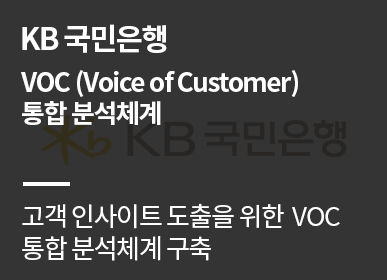 KB 국민은행
VOC (Voice of Customer)
통합 분석체계
KB 국민은행
고객 인사이트 도출을 위한 VOC
통합 분석체계 구축